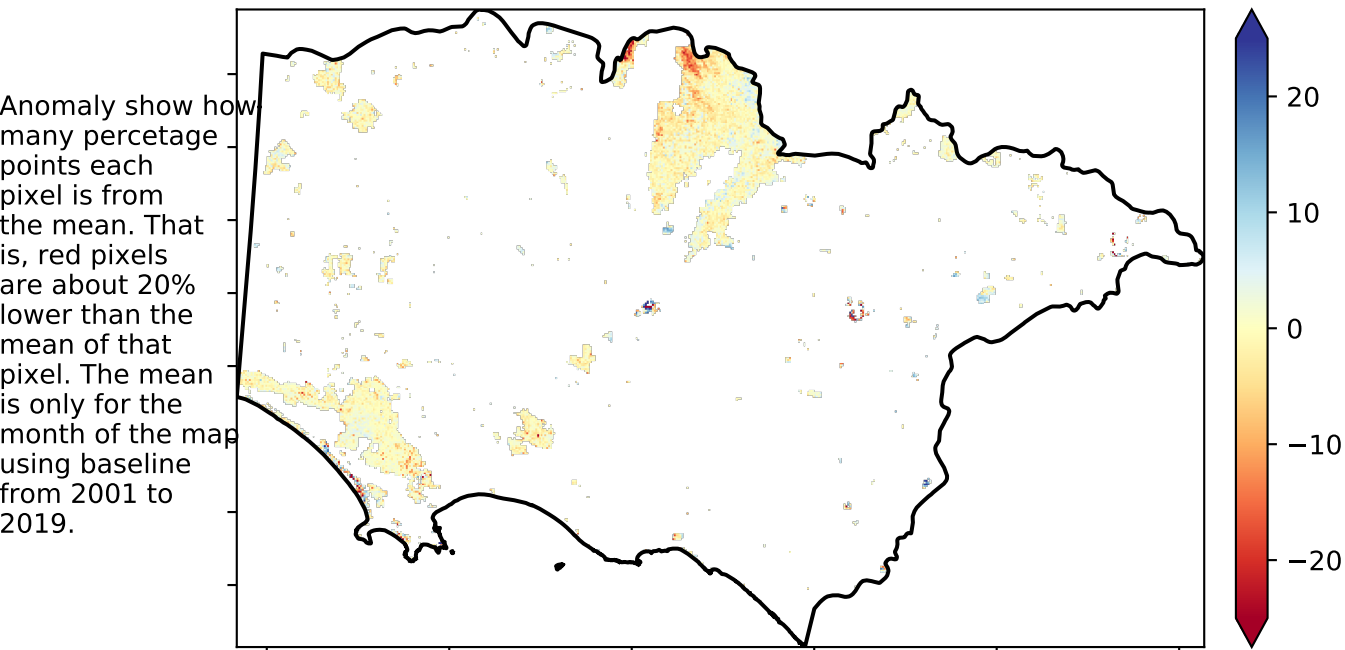 Anomaly show how
many percetage
points each
pixel is from
the mean. That
is, red pixels
are about 20%
lower than the
mean of that
pixel. The mean
is only for the
month of the map
using baseline
from 2001 to
2019.
20
10
0
−10
−20